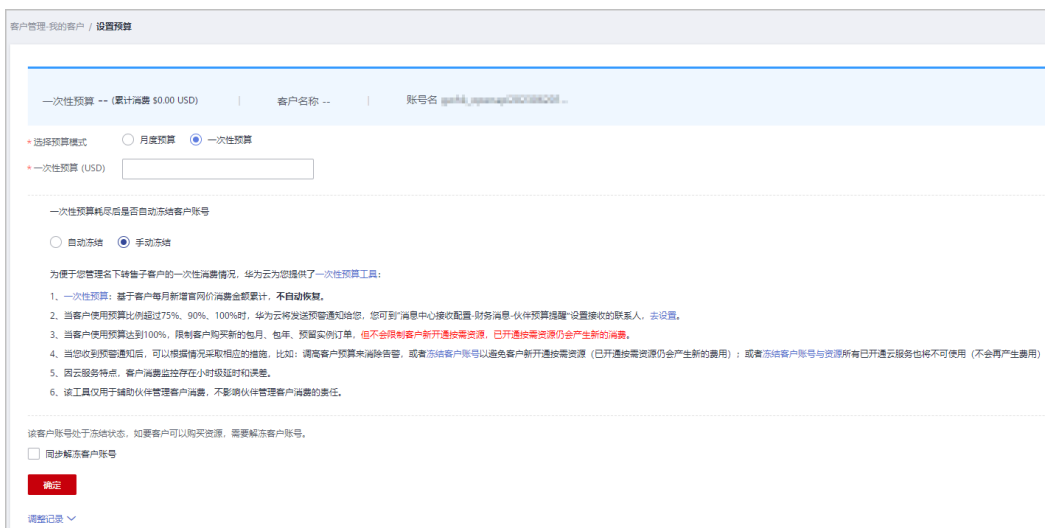 客户管理-我的客户 / 设置预算
一次性预算 -- (累计消费 $0.00 USD) 客户名称 -- 账号名
* 选择预算模式 月度预算 一次性预算
* 一次性预算 (USD)
一次性预算耗尽后是否自动冻结客户账号
自动冻结 手动冻结
为便于您管理名下转售子客户的一次性消费情况，华为云为您提供了一次性预算工具：
1、一次性预算：基于客户每月新增官网价消费金额累计，不自动恢复。
2、当客户使用预算比例超过75%、90%、100%时，华为云将发送预警通知给您，您可到"消息中心接收配置-财务消息-伙伴预算提醒"设置接收的联系人，去设置。
3、当客户使用预算达到100%，限制客户购买新的包月、包年、预留实例订单，但不会限制客户新开通按需资源，已开通按需资源仍会产生新的消费。
4、当您收到预警通知后，可以根据情况采取相应的措施，比如：调高客户预算来消除告警，或者冻结客户账号以避免客户新开通按需资源（已开通按需资源仍会产生新的费用）；或者冻结客户账号与资源所有已开通云服务也将不可使用（不会再产生费用）
5、因云服务特点，客户消费监控存在小时级延时和误差。
6、该工具仅用于辅助伙伴管理客户消费，不影响伙伴管理客户消费的责任。
该客户账号处于冻结状态，如要客户可以购买资源，需要解冻客户账号。
同步解冻客户账号
确定
调整记录